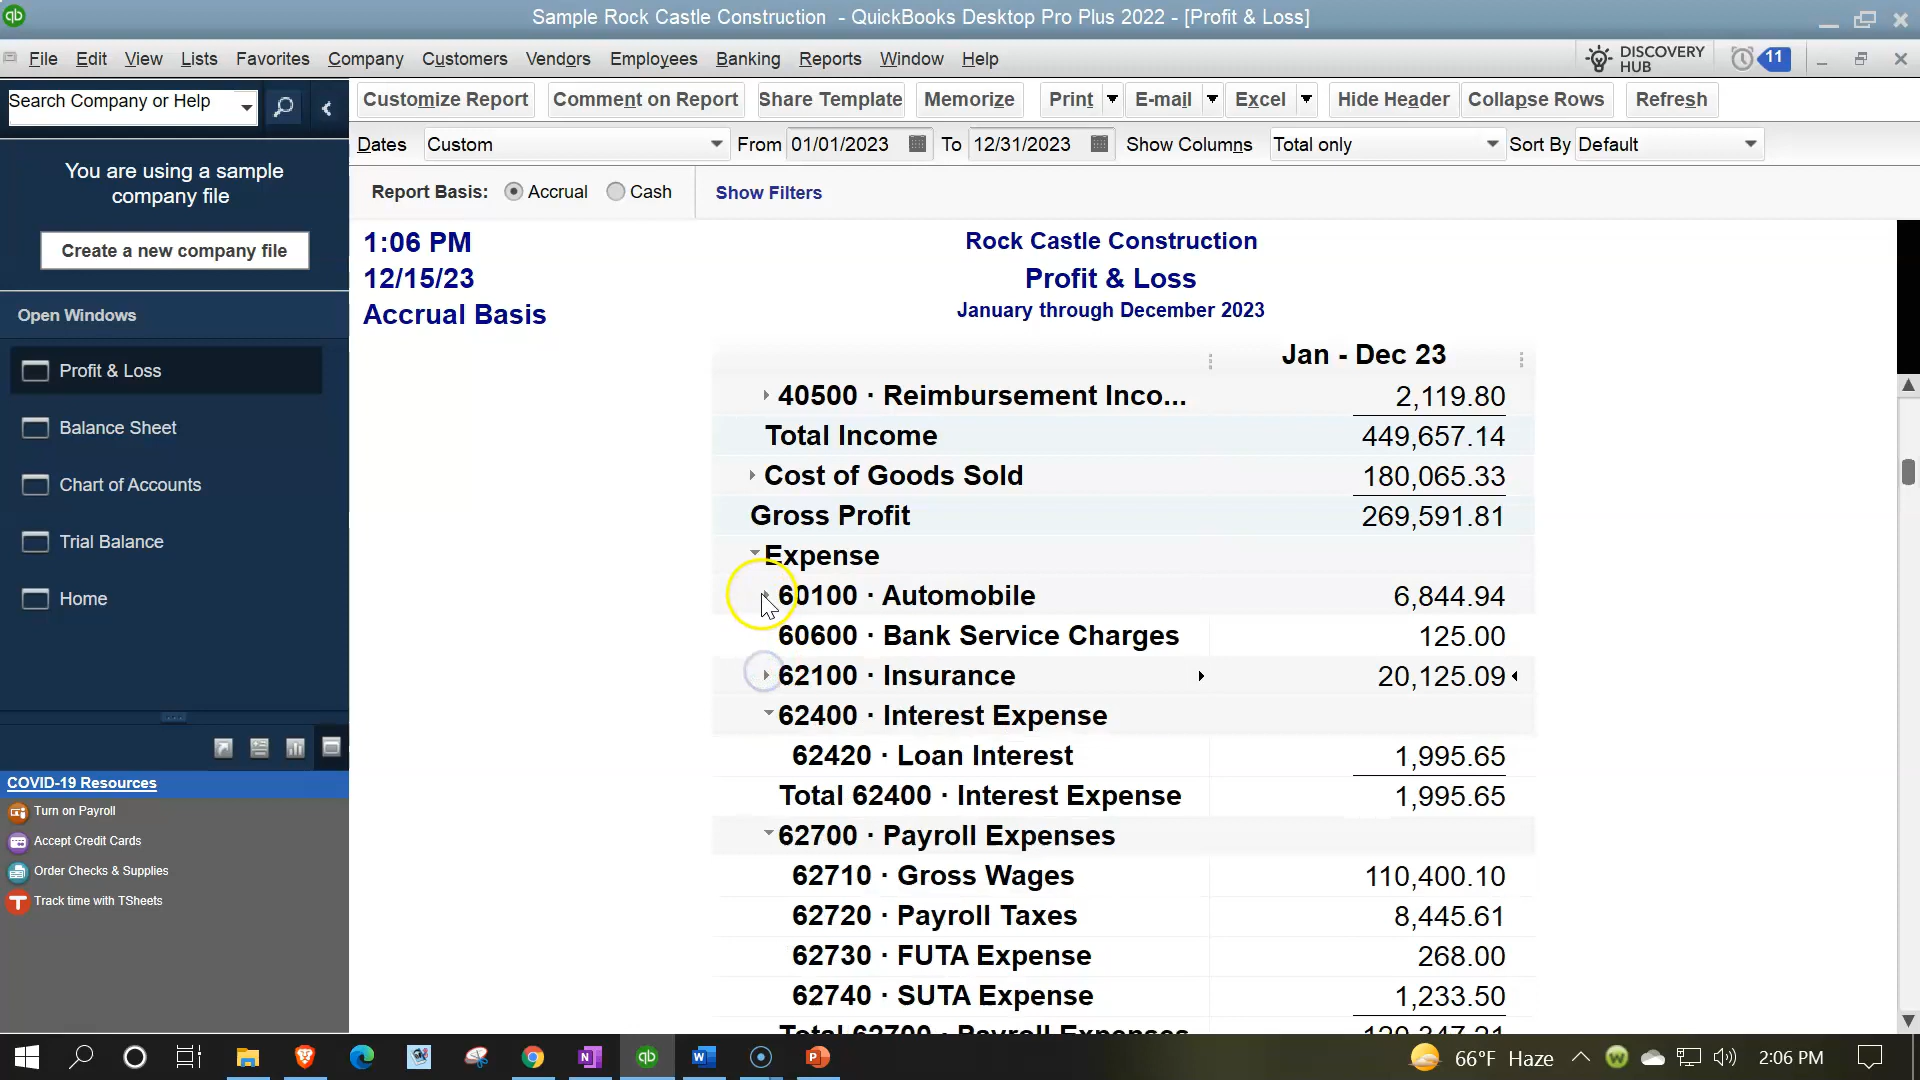 Sample Rock Castle Construction - QuickBooks Desktop Pro Plus 2022 - [Profit & Loss]
File Edit View Lists Favorites Company Customers Vendors Employees Banking Reports Window Help
DISCOVERY HUB
11
Search Company or Help
Customize Report Comment on Report Share Template Memorize Print E-mail Excel Hide Header Collapse Rows Refresh
Dates Custom From 01/01/2023 To 12/31/2023 Show Columns Total only Sort By Default
Report Basis: Accrual Cash Show Filters
You are using a sample
company file
Create a new company file
Open Windows
Profit & Loss
Balance Sheet
Chart of Accounts
Trial Balance
Home
COVID-19 Resources
Turn on Payroll
Accept Credit Cards
Order Checks & Supplies
Track time with TSheets
1:06 PM
12/15/23
Accrual Basis
Rock Castle Construction
Profit & Loss
January through December 2023
Jan - Dec 23
40500 · Reimbursement Inco... 2,119.80
Total Income 449,657.14
Cost of Goods Sold 180,065.33
Gross Profit 269,591.81
Expense
60100 · Automobile 6,844.94
60600 · Bank Service Charges 125.00
62100 · Insurance 20,125.09
62400 · Interest Expense
62420 · Loan Interest 1,995.65
Total 62400 · Interest Expense 1,995.65
62700 · Payroll Expenses
62710 · Gross Wages 110,400.10
62720 · Payroll Taxes 8,445.61
62730 · FUTA Expense 268.00
62740 · SUTA Expense 1,233.50
Total 62700 · Payroll Expenses 120,347.21
66°F Haze 2:06 PM